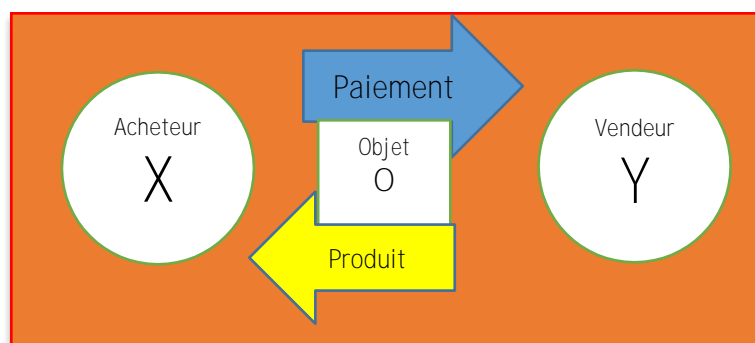 Paiement
Acheteur
X
Objet
O
Vendeur
Y
Produit